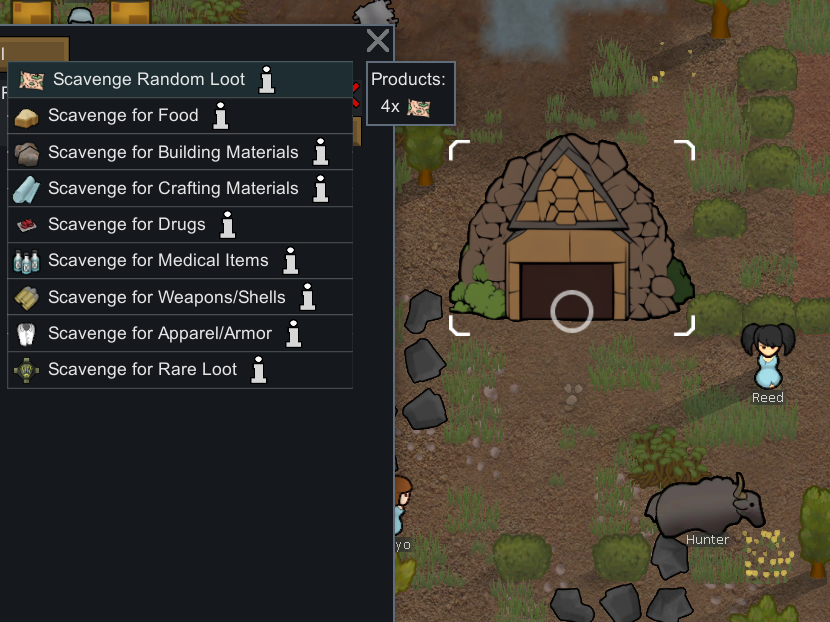 Scavenge Random Loot
Products:
4x
Scavenge for Food
Scavenge for Building Materials
Scavenge for Crafting Materials
Scavenge for Drugs
Scavenge for Medical Items
Scavenge for Weapons/Shells
Scavenge for Apparel/Armor
Scavenge for Rare Loot
Reed
Hunter
yo